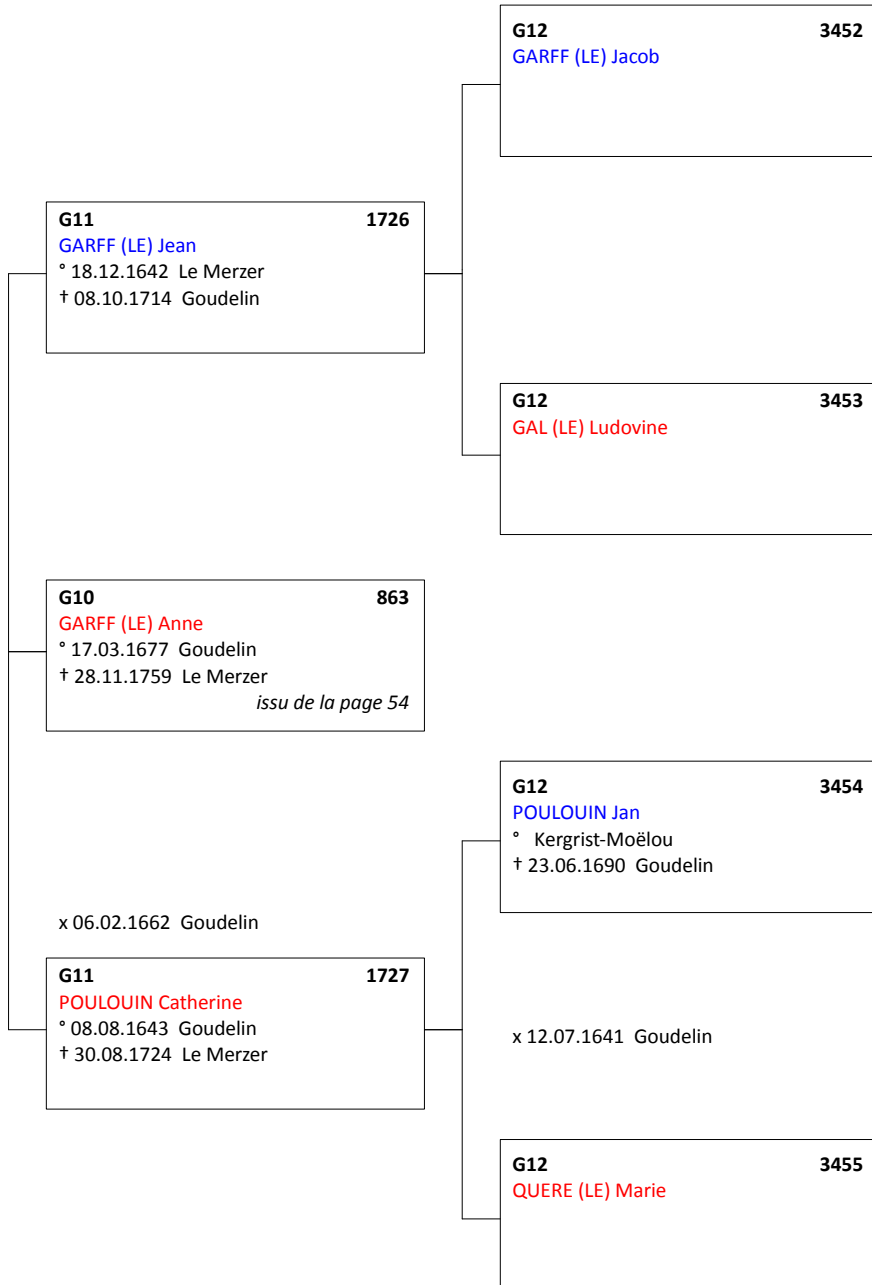 G12 3452
GARFF (LE) Jacob
G11 1726
GARFF (LE) Jean
° 18.12.1642 Le Merzer
† 08.10.1714 Goudelin
G12 3453
GAL (LE) Ludovine
G10 863
GARFF (LE) Anne
° 17.03.1677 Goudelin
† 28.11.1759 Le Merzer
issu de la page 54
G12 3454
POULOUIN Jan
° Kergrist-Moëlou
† 23.06.1690 Goudelin
x 06.02.1662 Goudelin
G11 1727
POULOUIN Catherine
° 08.08.1643 Goudelin
† 30.08.1724 Le Merzer
x 12.07.1641 Goudelin
G12 3455
QUERE (LE) Marie